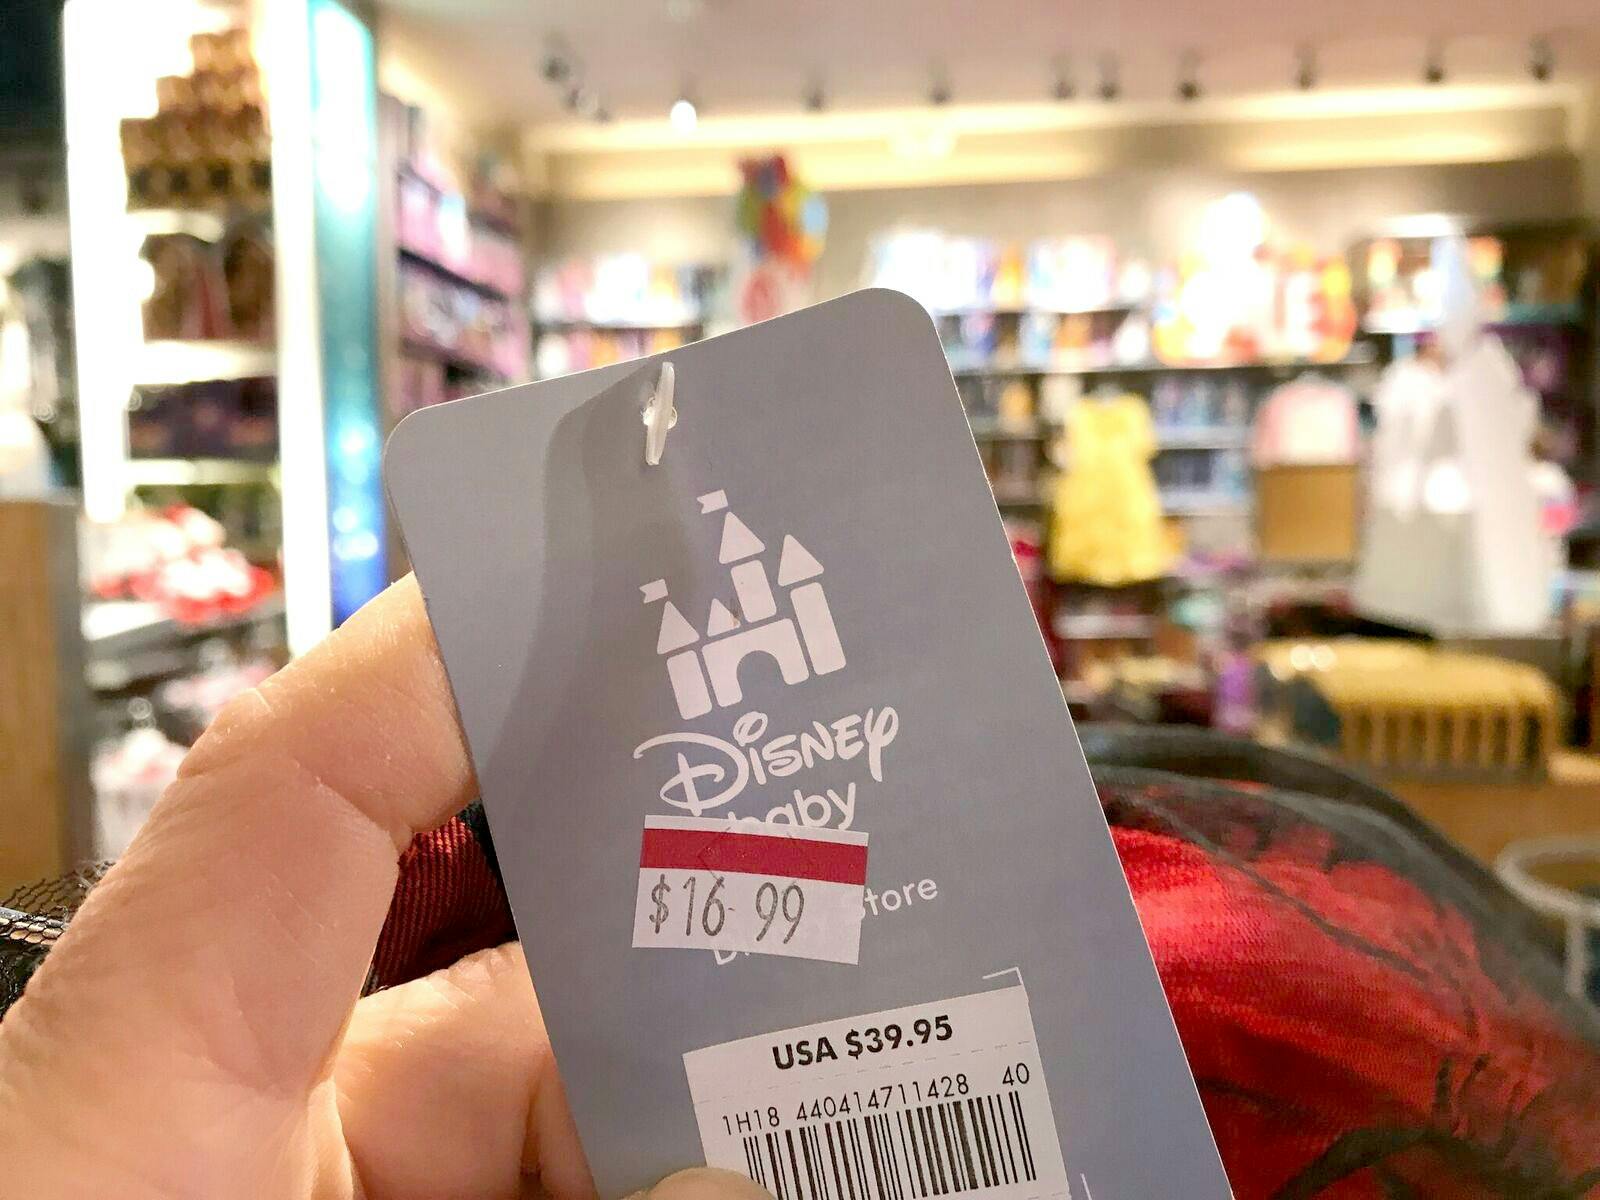 Disney
baby
$16.99
Store
USA $39.95
1H18 440414711428 40